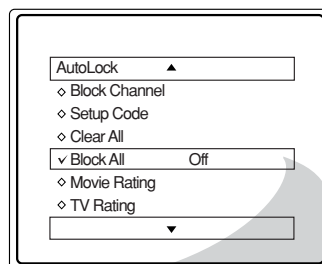 AutoLock ▲
◇ Block Channel
◇ Setup Code
◇ Clear All
✓ Block All Off
◇ Movie Rating
◇ TV Rating
▼